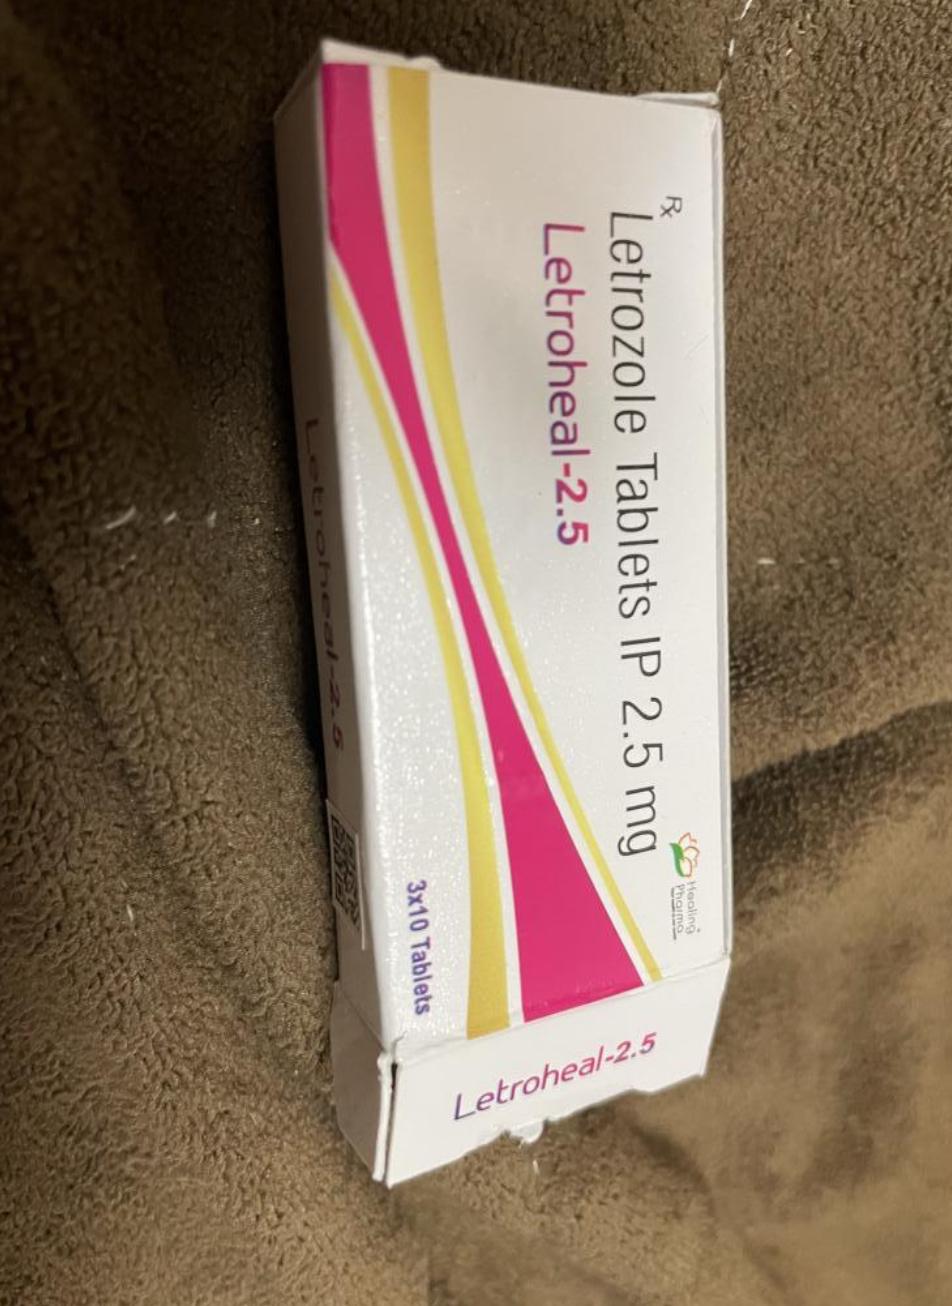 Rx
Letrozole Tablets IP 2.5 mg
Letroheal-2.5
Healing
Pharma
3x10 Tablets
Letroheal-2.5
Letroheal-2.5